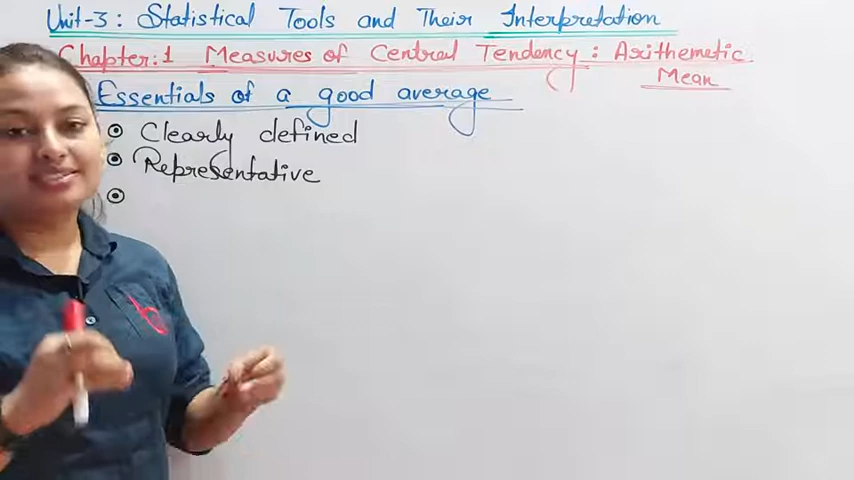 Unit-3: Statistical Tools and Their Interpretation
Chapter:1 Measures of Central Tendency: Arithemetic
Mean
Essentials of a good average
Clearly defined
Representative